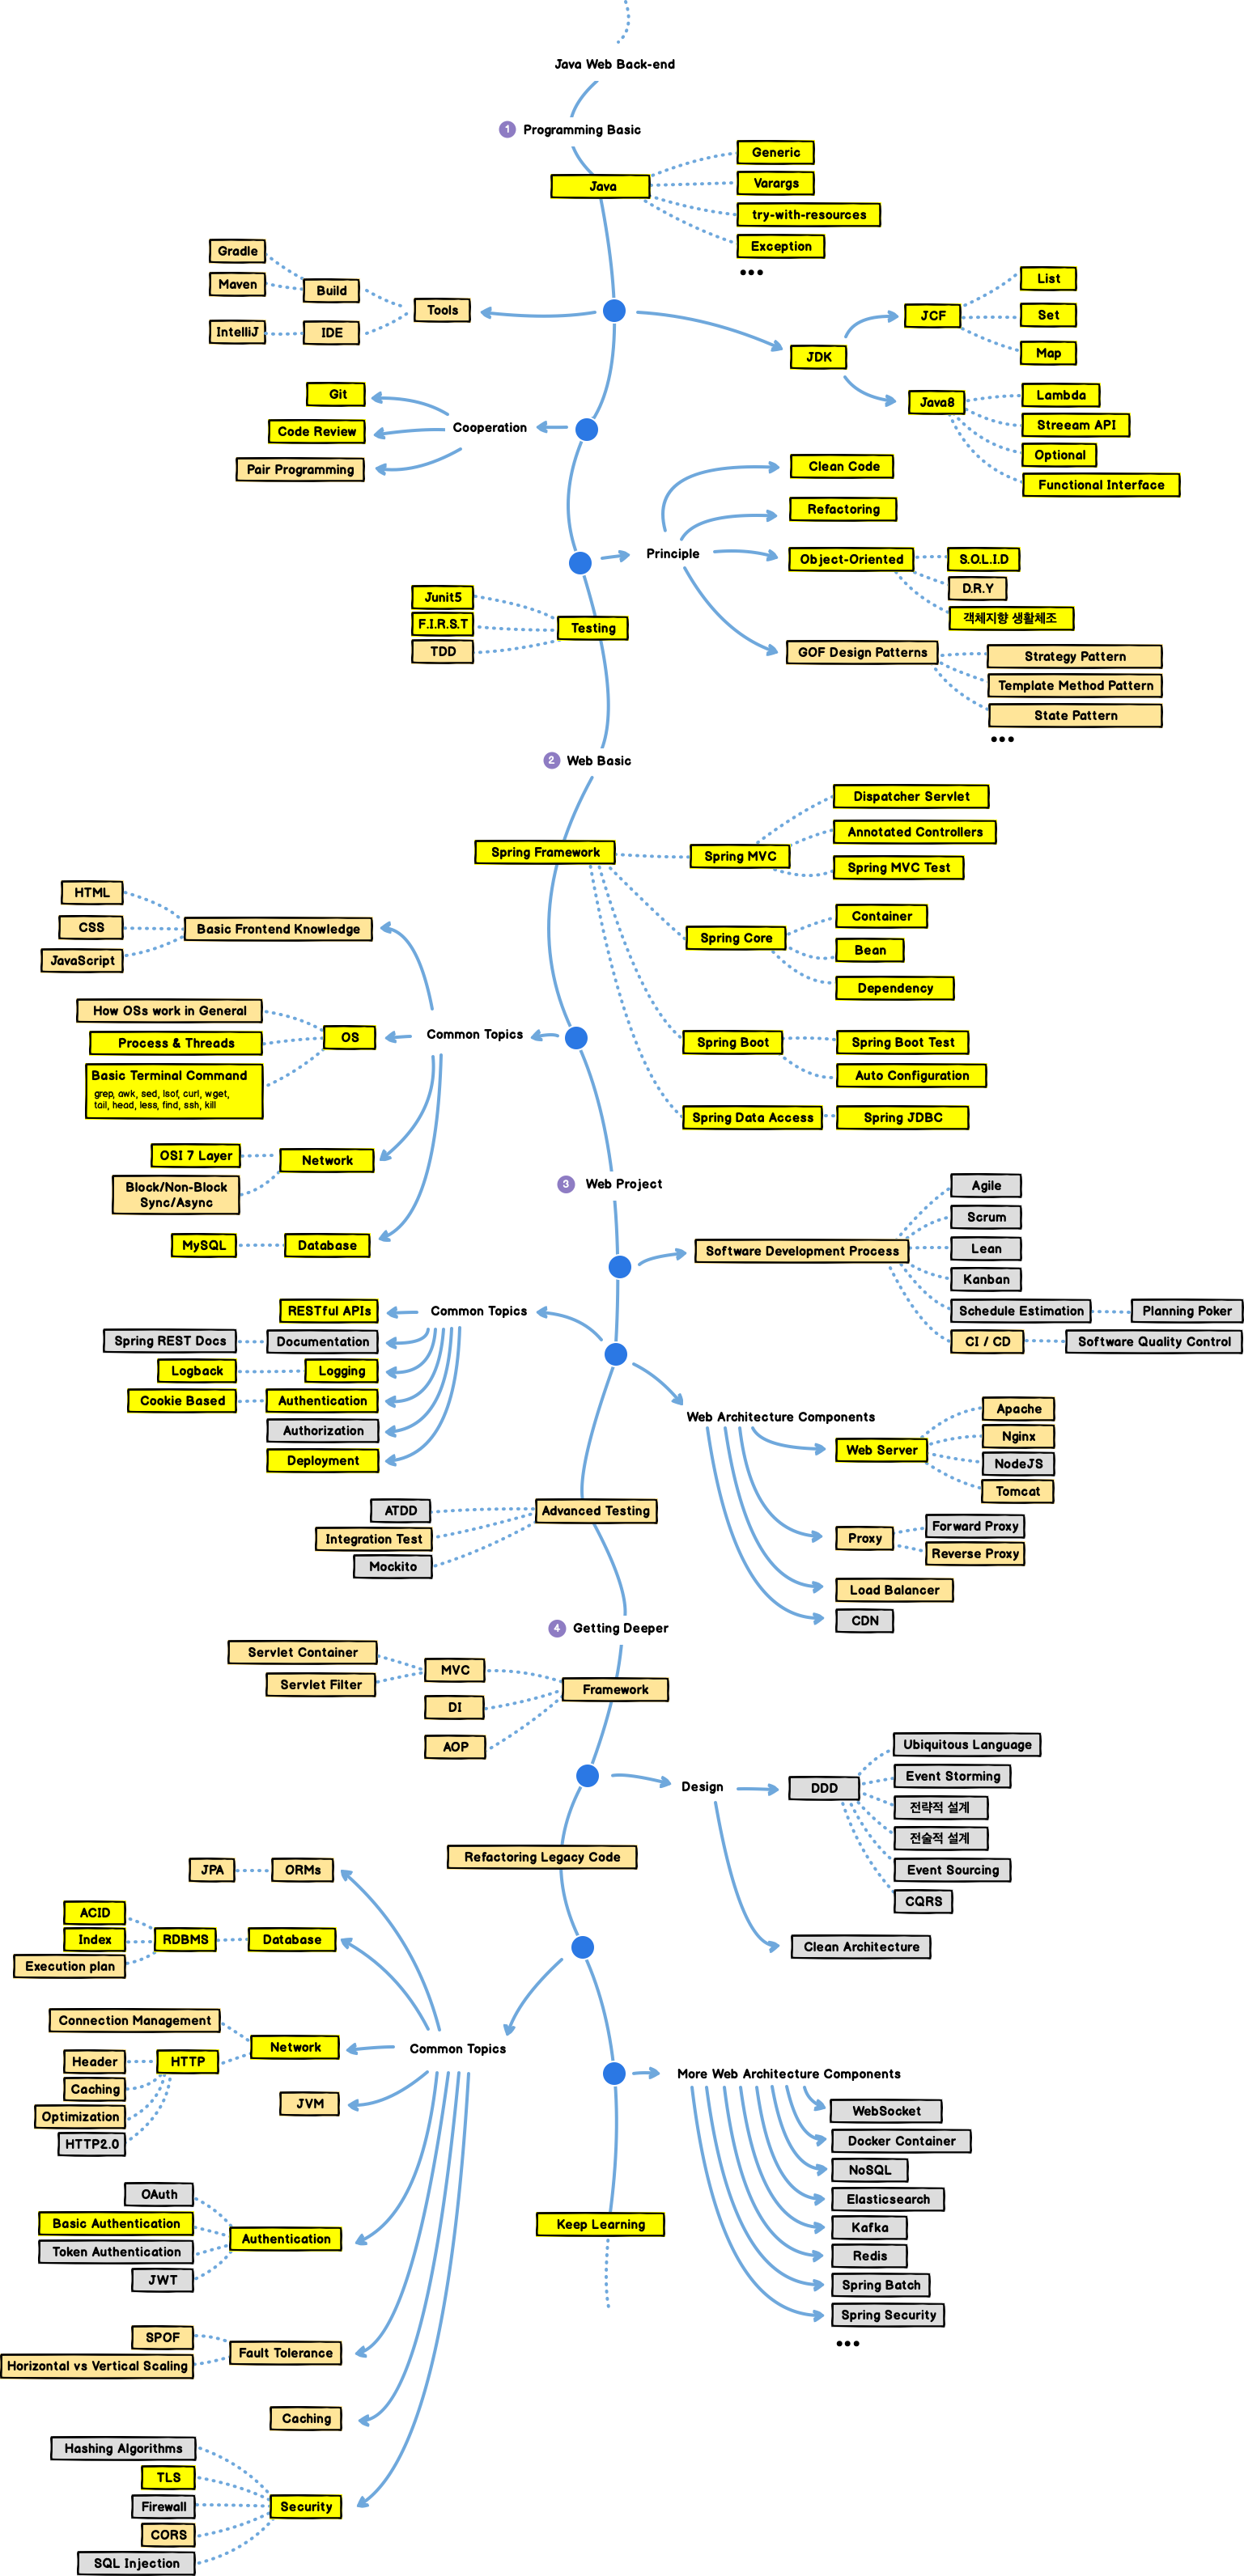 Java Web Back-end
1 Programming Basic
Java
Generic
Varargs
try-with-resources
Exception
•••
Tools
Build
Gradle
Maven
IDE
IntelliJ
JDK
JCF
List
Set
Map
Java8
Lambda
Streeam API
Optional
Functional Interface
Cooperation
Git
Code Review
Pair Programming
Principle
Clean Code
Refactoring
Object-Oriented
S.O.L.I.D
D.R.Y
객체지향 생활체조
GOF Design Patterns
Strategy Pattern
Template Method Pattern
State Pattern
•••
Testing
Junit5
F.I.R.S.T
TDD
2 Web Basic
Spring Framework
Spring MVC
Dispatcher Servlet
Annotated Controllers
Spring MVC Test
Spring Core
Container
Bean
Dependency
Spring Boot
Spring Boot Test
Auto Configuration
Spring Data Access
Spring JDBC
Common Topics
Basic Frontend Knowledge
HTML
CSS
JavaScript
OS
How OSs work in General
Process & Threads
Basic Terminal Command
grep, awk, sed, lsof, curl, wget,
tail, head, less, find, ssh, kill
Network
OSI 7 Layer
Block/Non-Block
Sync/Async
Database
MySQL
3 Web Project
Software Development Process
Agile
Scrum
Lean
Kanban
Schedule Estimation
Planning Poker
CI / CD
Software Quality Control
Common Topics
RESTful APIs
Documentation
Spring REST Docs
Logging
Logback
Authentication
Cookie Based
Authorization
Deployment
Web Architecture Components
Web Server
Apache
Nginx
NodeJS
Tomcat
Proxy
Forward Proxy
Reverse Proxy
Load Balancer
CDN
Advanced Testing
ATDD
Integration Test
Mockito
4 Getting Deeper
Framework
MVC
Servlet Container
Servlet Filter
DI
AOP
Design
DDD
Ubiquitous Language
Event Storming
전략적 설계
전술적 설계
Event Sourcing
CQRS
Clean Architecture
Refactoring Legacy Code
Common Topics
ORMs
JPA
Database
RDBMS
ACID
Index
Execution plan
Network
Connection Management
HTTP
Header
Caching
Optimization
HTTP2.0
JVM
Authentication
OAuth
Basic Authentication
Token Authentication
JWT
Fault Tolerance
SPOF
Horizontal vs Vertical Scaling
Caching
Security
Hashing Algorithms
TLS
Firewall
CORS
SQL Injection
More Web Architecture Components
WebSocket
Docker Container
NoSQL
Elasticsearch
Kafka
Redis
Spring Batch
Spring Security
•••
Keep Learning